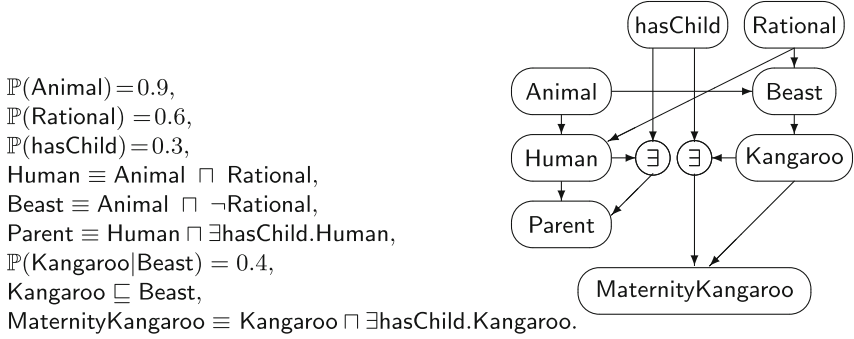 ℙ(Animal) = 0.9,
ℙ(Rational) = 0.6,
ℙ(hasChild) = 0.3,
Human ≡ Animal ⊓ Rational,
Beast ≡ Animal ⊓ ¬Rational,
Parent ≡ Human ⊓ ∃hasChild.Human,
ℙ(Kangaroo|Beast) = 0.4,
Kangaroo ⊑ Beast,
MaternityKangaroo ≡ Kangaroo ⊓ ∃hasChild.Kangaroo.
hasChild Rational
Animal Beast
Human ∃ ∃ Kangaroo
Parent
MaternityKangaroo